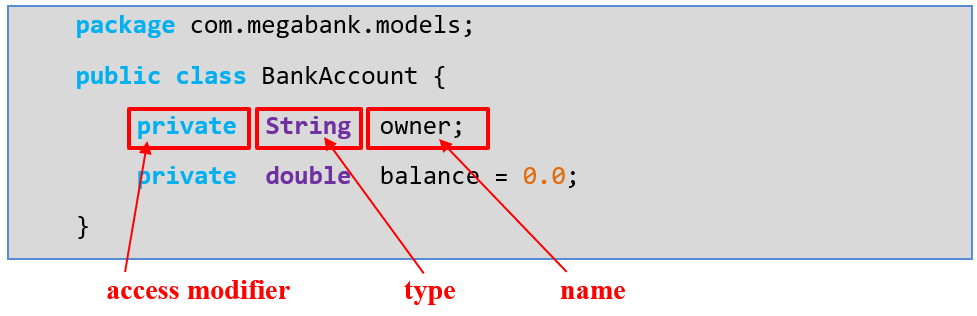 package com.megabank.models;
public class BankAccount {
private String owner;
private double balance = 0.0;
}
access modifier type name